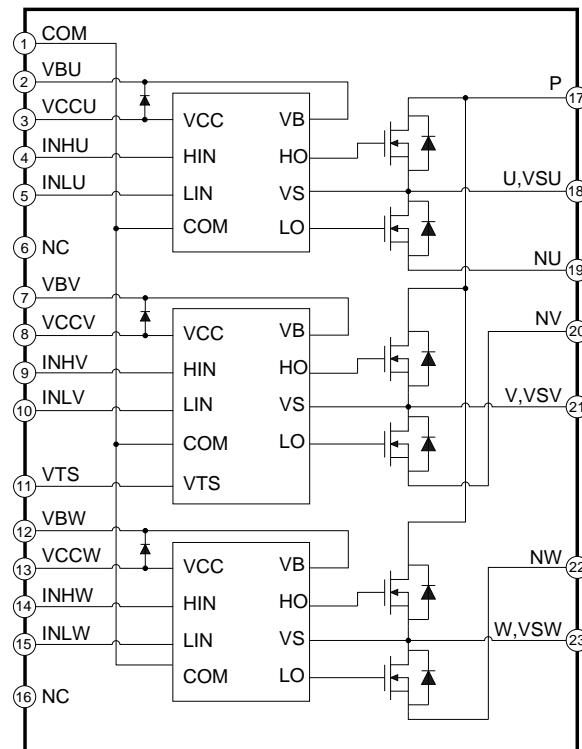 1 COM
2 VBU
3 VCCU
4 INHU
5 INLU
6 NC
7 VBV
8 VCCV
9 INHV
10 INLV
11 VTS
12 VBW
13 VCCW
14 INHW
15 INLW
16 NC
VCC VB
HIN HO
LIN VS
COM LO
VCC VB
HIN HO
LIN VS
COM LO
VTS
VCC VB
HIN HO
LIN VS
COM LO
P 17
U,VSU 18
NU 19
NV 20
V,VSV 21
NW 22
W,VSW 23